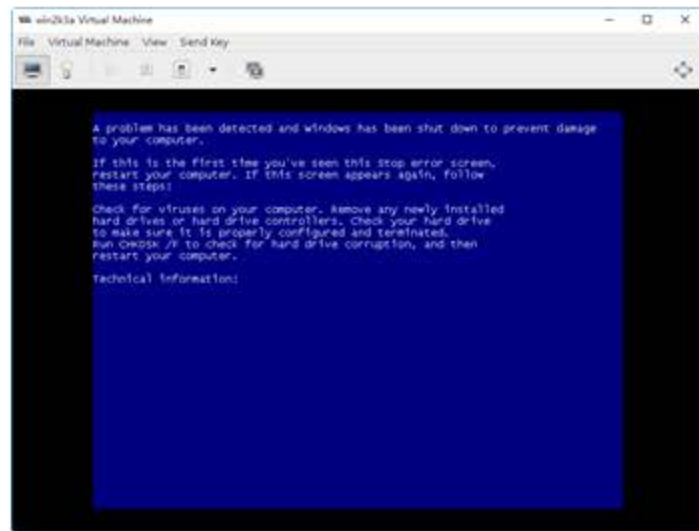 win2k3a Virtual Machine
File Virtual Machine View Send Key
A problem has been detected and windows has been shut down to prevent damage
to your computer.
If this is the first time you've seen this Stop error screen,
restart your computer. If this screen appears again, follow
these steps:
Check for viruses on your computer. Remove any newly installed
hard drives or hard drive controllers. Check your hard drive
to make sure it is properly configured and terminated.
Run CHKDSK /F to check for hard drive corruption, and then
restart your computer.
Technical information: